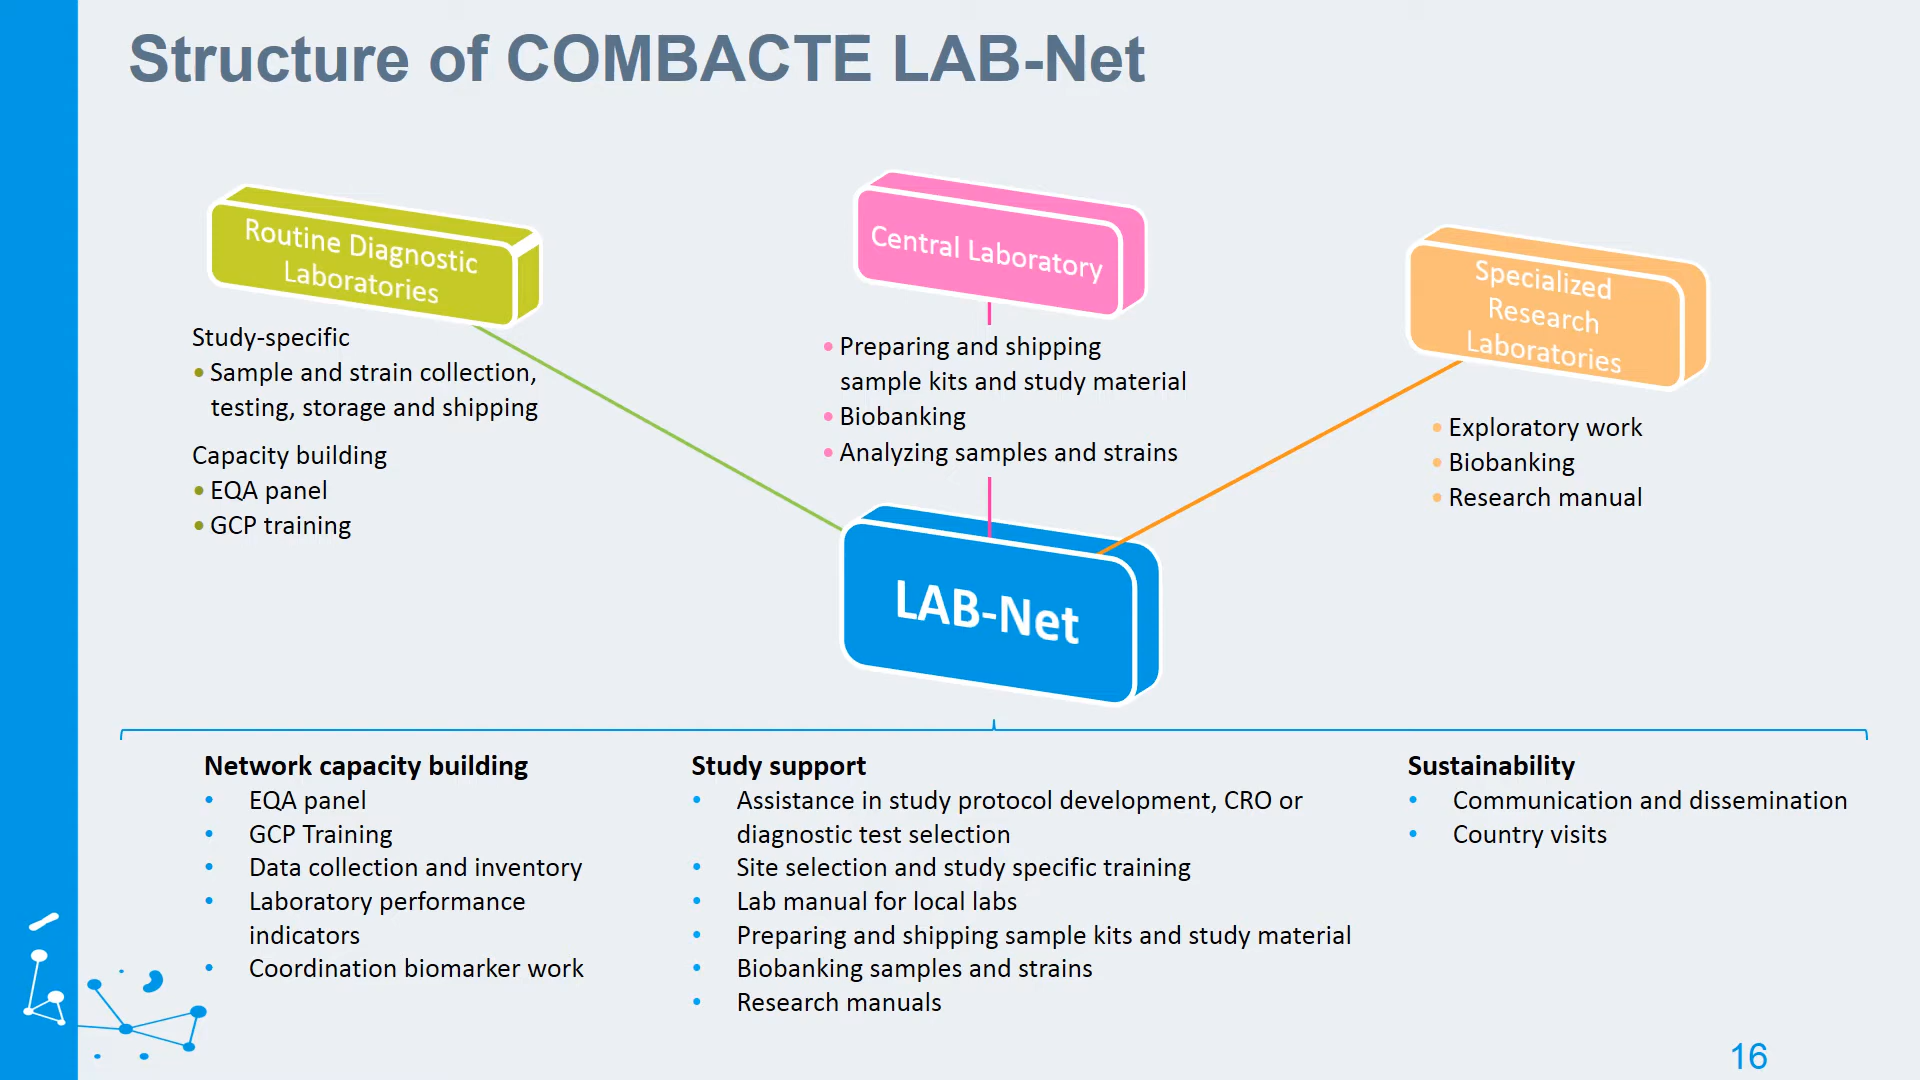 Structure of COMBACTE LAB-Net
Routine Diagnostic
Laboratories
Study-specific
• Sample and strain collection,
testing, storage and shipping
Capacity building
• EQA panel
• GCP training
Central Laboratory
• Preparing and shipping
sample kits and study material
• Biobanking
• Analyzing samples and strains
Specialized
Research
Laboratories
• Exploratory work
• Biobanking
• Research manual
LAB-Net
Network capacity building
• EQA panel
• GCP Training
• Data collection and inventory
• Laboratory performance
indicators
• Coordination biomarker work
Study support
• Assistance in study protocol development, CRO or
diagnostic test selection
• Site selection and study specific training
• Lab manual for local labs
• Preparing and shipping sample kits and study material
• Biobanking samples and strains
• Research manuals
Sustainability
• Communication and dissemination
• Country visits
16